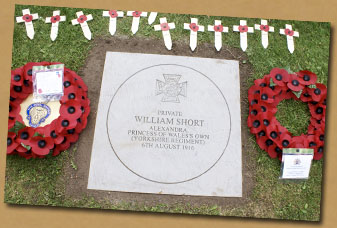 PRIVATE
WILLIAM SHORT
ALEXANDRA,
PRINCESS OF WALES'S OWN
(YORKSHIRE REGIMENT)
6TH AUGUST 1916